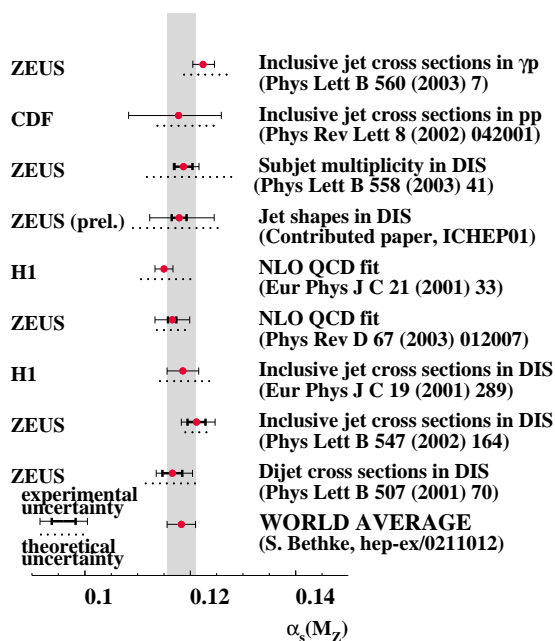 ZEUS Inclusive jet cross sections in γp
(Phys Lett B 560 (2003) 7)
CDF Inclusive jet cross sections in pp
(Phys Rev Lett 8 (2002) 042001)
ZEUS Subjet multiplicity in DIS
(Phys Lett B 558 (2003) 41)
ZEUS (prel.) Jet shapes in DIS
(Contributed paper, ICHEP01)
H1 NLO QCD fit
(Eur Phys J C 21 (2001) 33)
ZEUS NLO QCD fit
(Phys Rev D 67 (2003) 012007)
H1 Inclusive jet cross sections in DIS
(Eur Phys J C 19 (2001) 289)
ZEUS Inclusive jet cross sections in DIS
(Phys Lett B 547 (2002) 164)
ZEUS Dijet cross sections in DIS
(Phys Lett B 507 (2001) 70)
experimental
uncertainty
WORLD AVERAGE
(S. Bethke, hep-ex/0211012)
theoretical
uncertainty
0.1 0.12 0.14
αs(MZ)